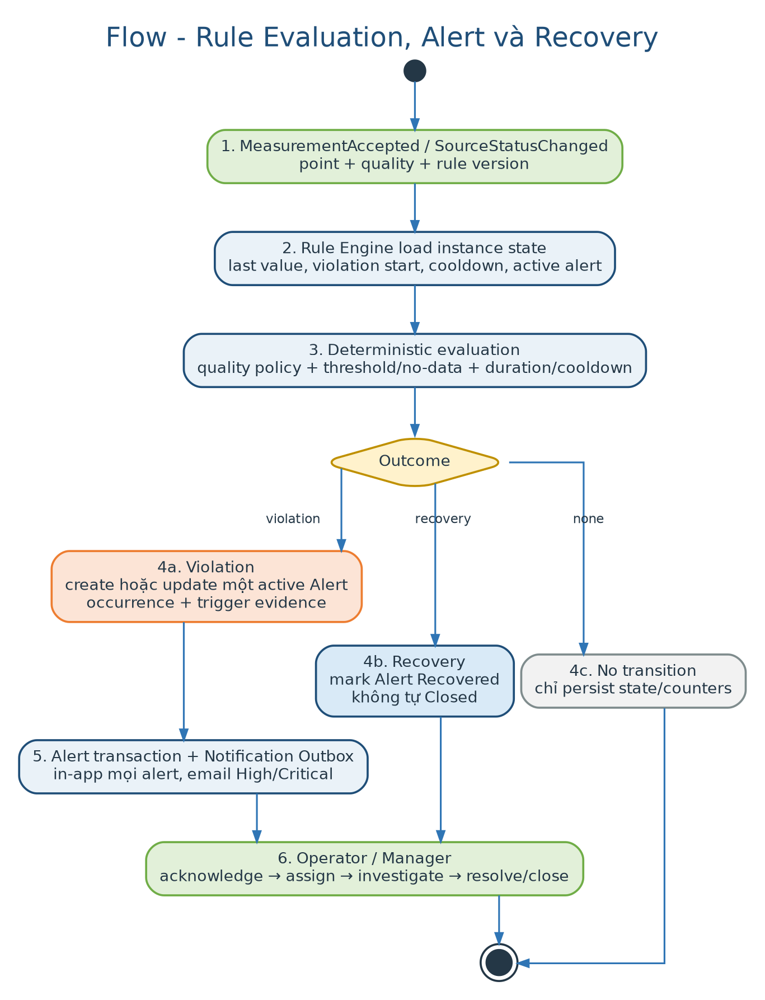 Flow - Rule Evaluation, Alert và Recovery
1. MeasurementAccepted / SourceStatusChanged
point + quality + rule version
2. Rule Engine load instance state
last value, violation start, cooldown, active alert
3. Deterministic evaluation
quality policy + threshold/no-data + duration/cooldown
Outcome
violation
recovery
none
4a. Violation
create hoặc update một active Alert
occurrence + trigger evidence
4b. Recovery
mark Alert Recovered
không tự Closed
4c. No transition
chỉ persist state/counters
5. Alert transaction + Notification Outbox
in-app mọi alert, email High/Critical
6. Operator / Manager
acknowledge → assign → investigate → resolve/close